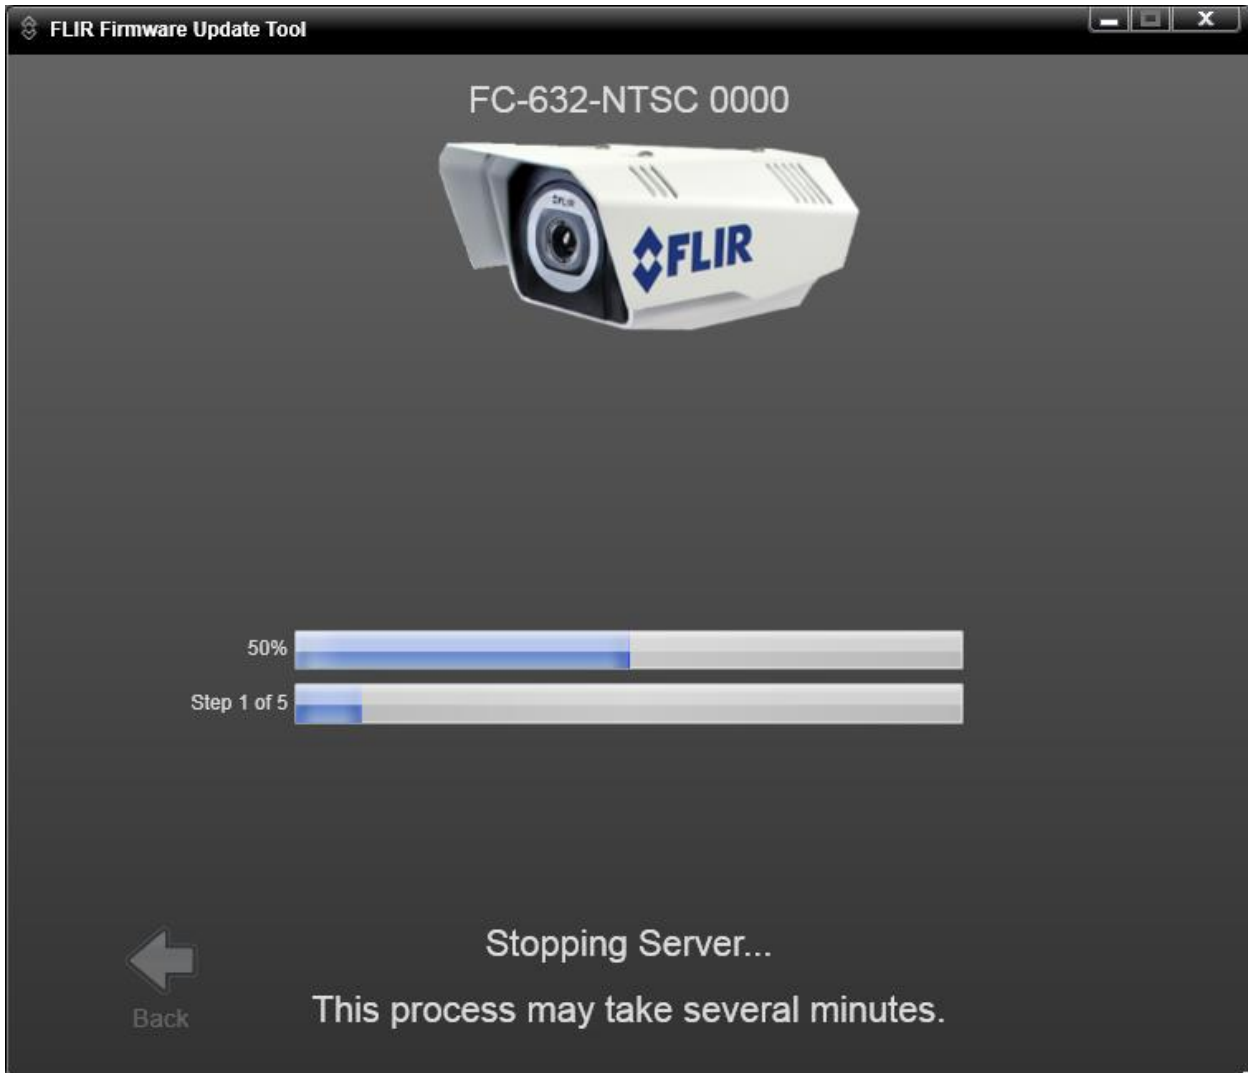 FLIR Firmware Update Tool
FC-632-NTSC 0000
FLIR
FLIR
50%
Step 1 of 5
Stopping Server...
Back
This process may take several minutes.